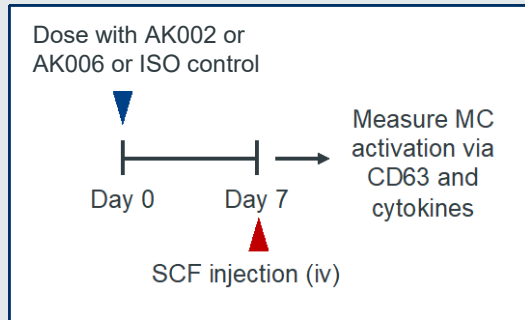 Dose with AK002 or
AK006 or ISO control
Day 0
Day 7
SCF injection (iv)
Measure MC
activation via
CD63 and
cytokines